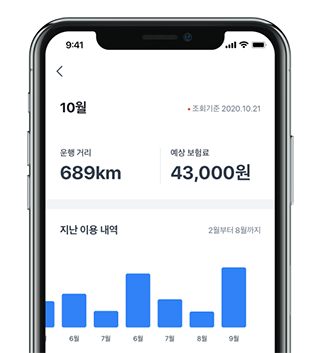 9:41
10월
조회기준 2020.10.21
운행 거리
예상 보험료
689km
43,000원
지난 이용 내역
2월부터 8월까지
6월 7월 6월 7월 8월 9월